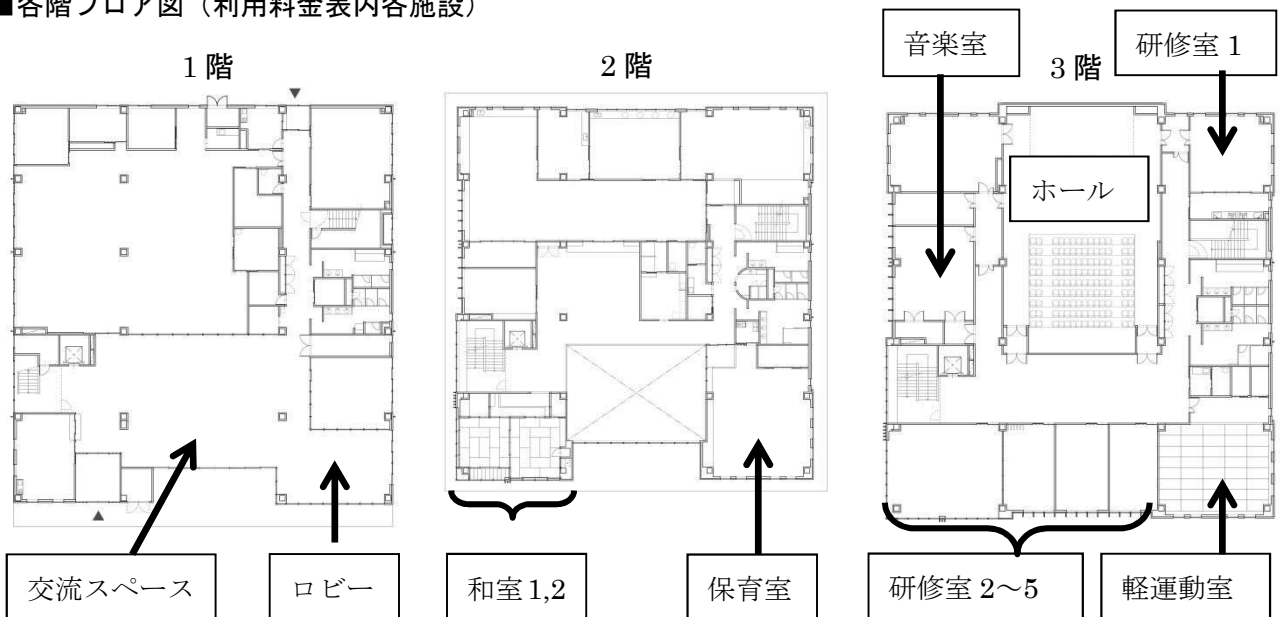 ■各階フロア図（利用料金表内各施設）
1 階
2 階
3 階
音楽室
研修室 1
ホール
交流スペース
ロビー
和室 1,2
保育室
研修室 2～5
軽運動室